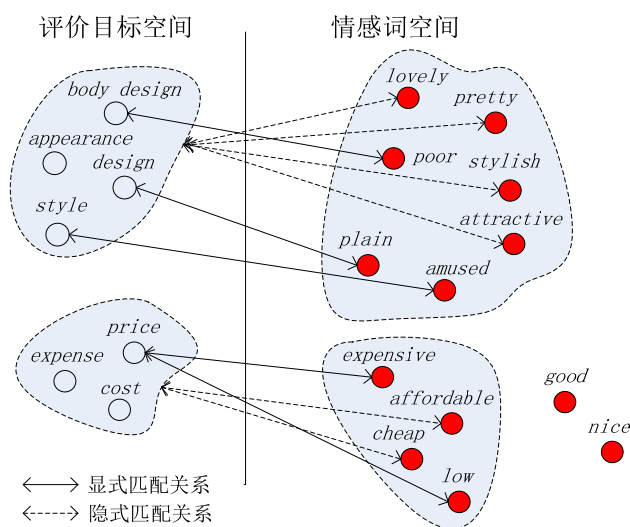 评价目标空间
情感词空间
body design
appearance
design
style
lovely
pretty
poor
stylish
attractive
plain
amused
price
expense
cost
expensive
affordable
cheap
low
good
nice
显式匹配关系
隐式匹配关系